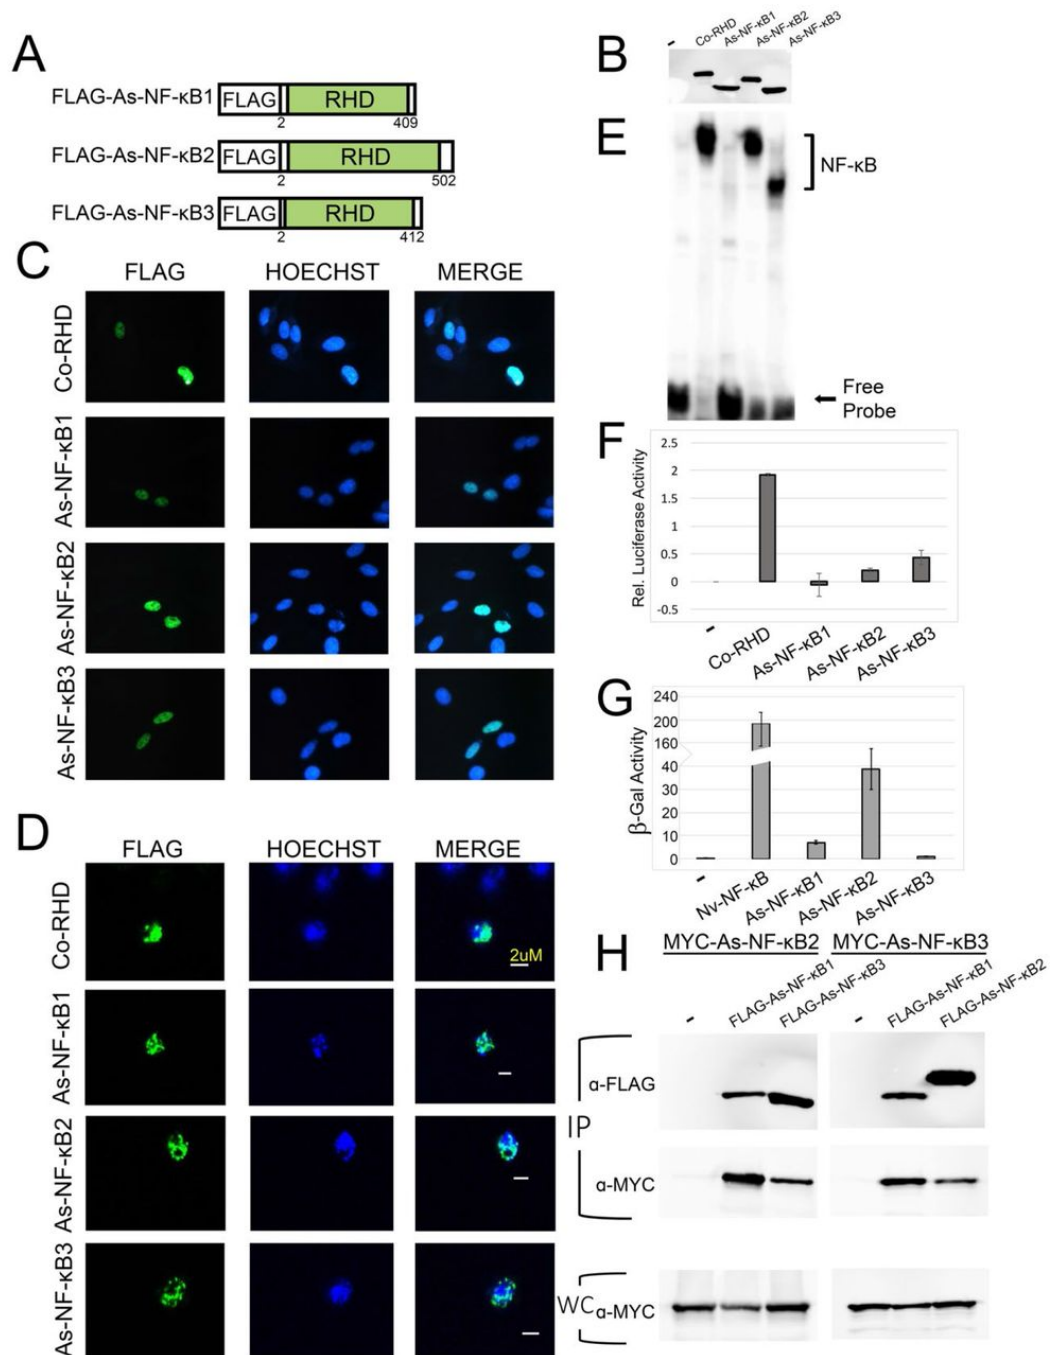 A
FLAG-As-NF-κB1
FLAG
RHD
2
409
FLAG-As-NF-κB2
FLAG
RHD
2
502
FLAG-As-NF-κB3
FLAG
RHD
2
412
B
-
Co-RHD
As-NF-κB1
As-NF-κB2
As-NF-κB3
E
NF-κB
Free
Probe
C
FLAG
HOECHST
MERGE
Co-RHD
As-NF-κB1
As-NF-κB2
As-NF-κB3
F
Rel. Luciferase Activity
2.5
2
1.5
1
0.5
0
-0.5
-
Co-RHD
As-NF-κB1
As-NF-κB2
As-NF-κB3
G
β-Gal Activity
240
200
160
40
30
20
10
0
-
Nv-NF-κB
As-NF-κB1
As-NF-κB2
As-NF-κB3
D
FLAG
HOECHST
MERGE
Co-RHD
2uM
As-NF-κB1
As-NF-κB2
As-NF-κB3
H
MYC-As-NF-κB2
MYC-As-NF-κB3
-
FLAG-As-NF-κB1
FLAG-As-NF-κB3
-
FLAG-As-NF-κB1
FLAG-As-NF-κB2
IP
α-FLAG
α-MYC
WC
α-MYC